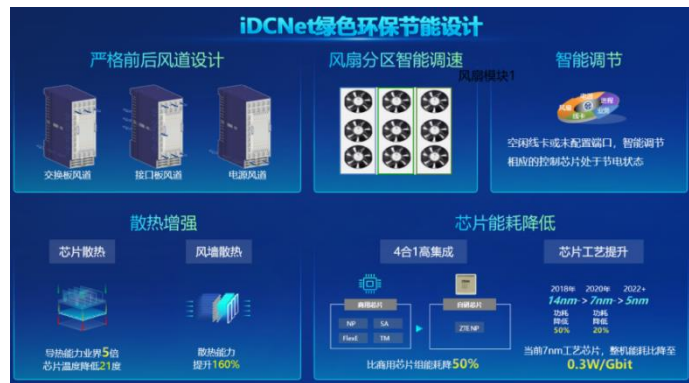 iDCNet绿色环保节能设计
严格前后风道设计
交换板风道
接口板风道
电源风道
风扇分区智能调速
风扇模块1
智能调节
风扇
线卡
空闲线卡或未配置端口，智能调节
相应的控制芯片处于节电状态
散热增强
芯片散热
风墙散热
导热能力业界5倍
芯片温度降低21度
散热能力
提升160%
芯片能耗降低
4合1高集成
芯片工艺提升
商用芯片
NP
SA
FlexE
TM
自研芯片
ZTE NP
比商用芯片组能耗降50%
2018年 2020年 2022+
14nm->7nm->5nm
功耗 功耗
降低 降低
50% 20%
当前7nm工艺芯片，整机能耗比降至
0.3W/Gbit